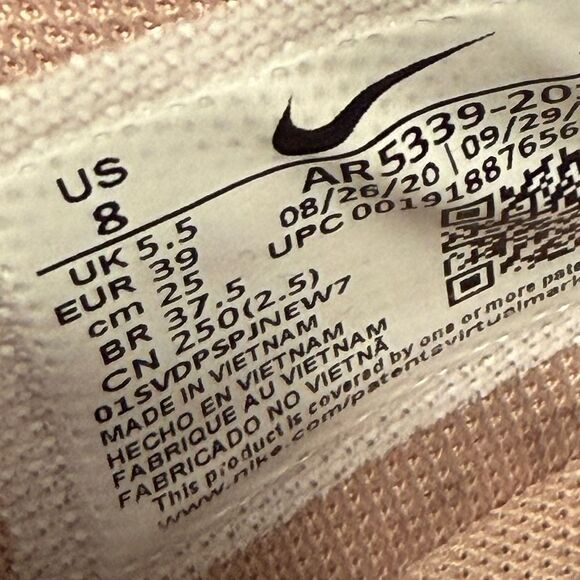 US
8
UK 5.5
EUR 39
cm 25
BR 37.5
CN 250(2.5)
01SVDPSPJNEW7
MADE IN VIETNAM
HECHO EN VIETNAM
FABRIQUE AU VIETNAM
FABRICADO NO VIETNÃ
This product is covered by one or more
www.nike.com/patents
AR5339-20
08/26/20 | 09/29/
UPC 00191887656